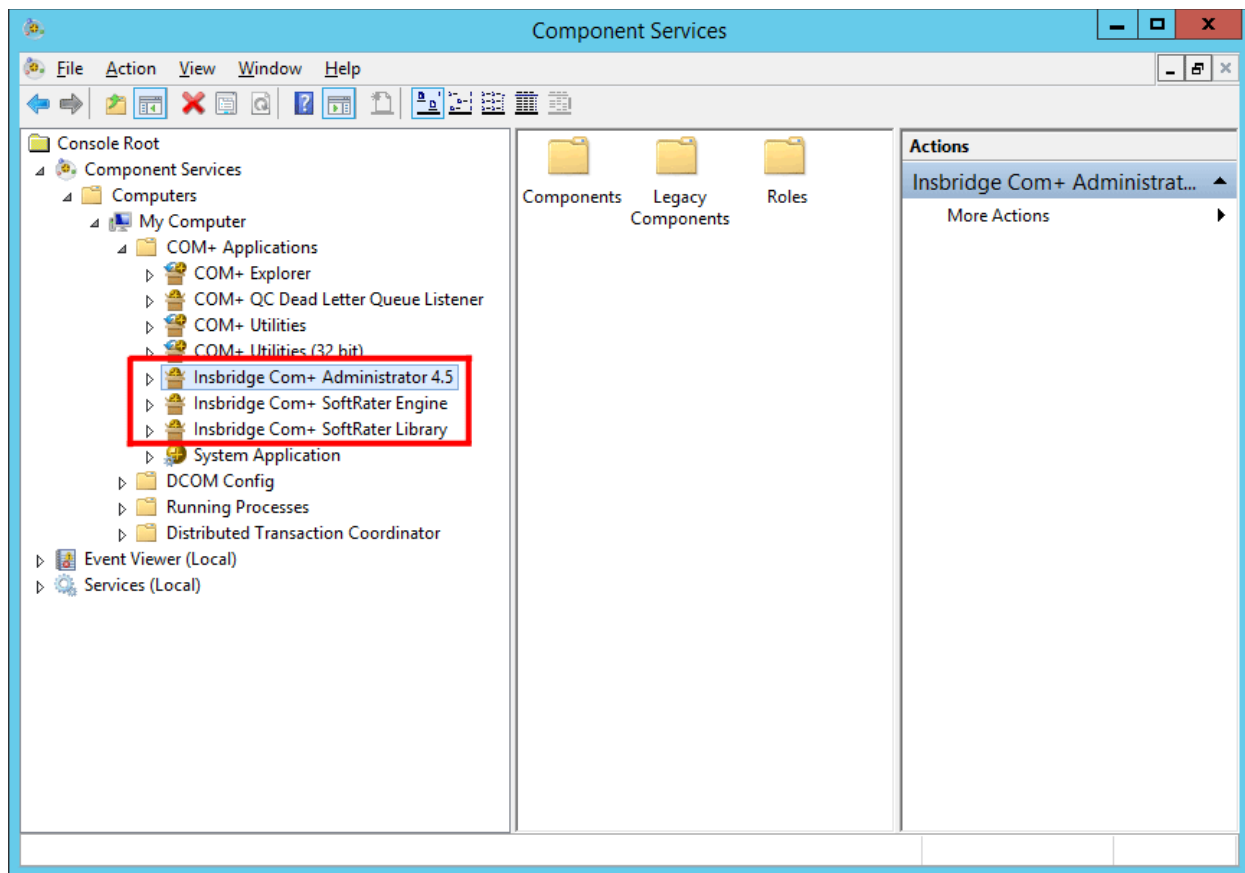 Component Services
File Action View Window Help
Console Root
Component Services
Computers
My Computer
COM+ Applications
COM+ Explorer
COM+ QC Dead Letter Queue Listener
COM+ Utilities
COM+ Utilities (32 bit)
Insbridge Com+ Administrator 4.5
Insbridge Com+ SoftRater Engine
Insbridge Com+ SoftRater Library
System Application
DCOM Config
Running Processes
Distributed Transaction Coordinator
Event Viewer (Local)
Services (Local)
Components
Legacy
Components
Roles
Actions
Insbridge Com+ Administrat...
More Actions